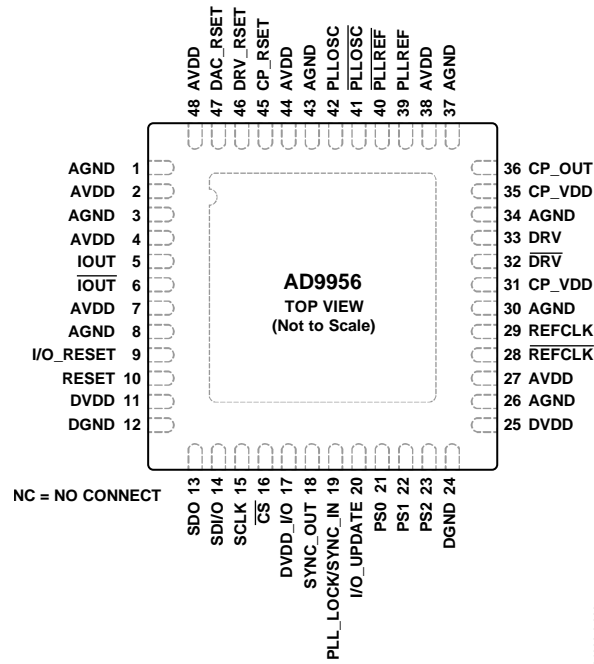 48 AVDD
47 DAC_RSET
46 DRV_RSET
45 CP_RSET
44 AVDD
43 AGND
42 PLLOSC
41 PLLOSC
40 PLLREF
39 PLLREF
38 AVDD
37 AGND
AGND 1
AVDD 2
AGND 3
AVDD 4
IOUT 5
IOUT 6
AVDD 7
AGND 8
I/O_RESET 9
RESET 10
DVDD 11
DGND 12
AD9956
TOP VIEW
(Not to Scale)
36 CP_OUT
35 CP_VDD
34 AGND
33 DRV
32 DRV
31 CP_VDD
30 AGND
29 REFCLK
28 REFCLK
27 AVDD
26 AGND
25 DVDD
NC = NO CONNECT
SDO 13
SDI/O 14
SCLK 15
CS 16
DVDD_I/O 17
SYNC_OUT 18
PLL_LOCK/SYNC_IN 19
I/O_UPDATE 20
PS0 21
PS1 22
PS2 23
DGND 24